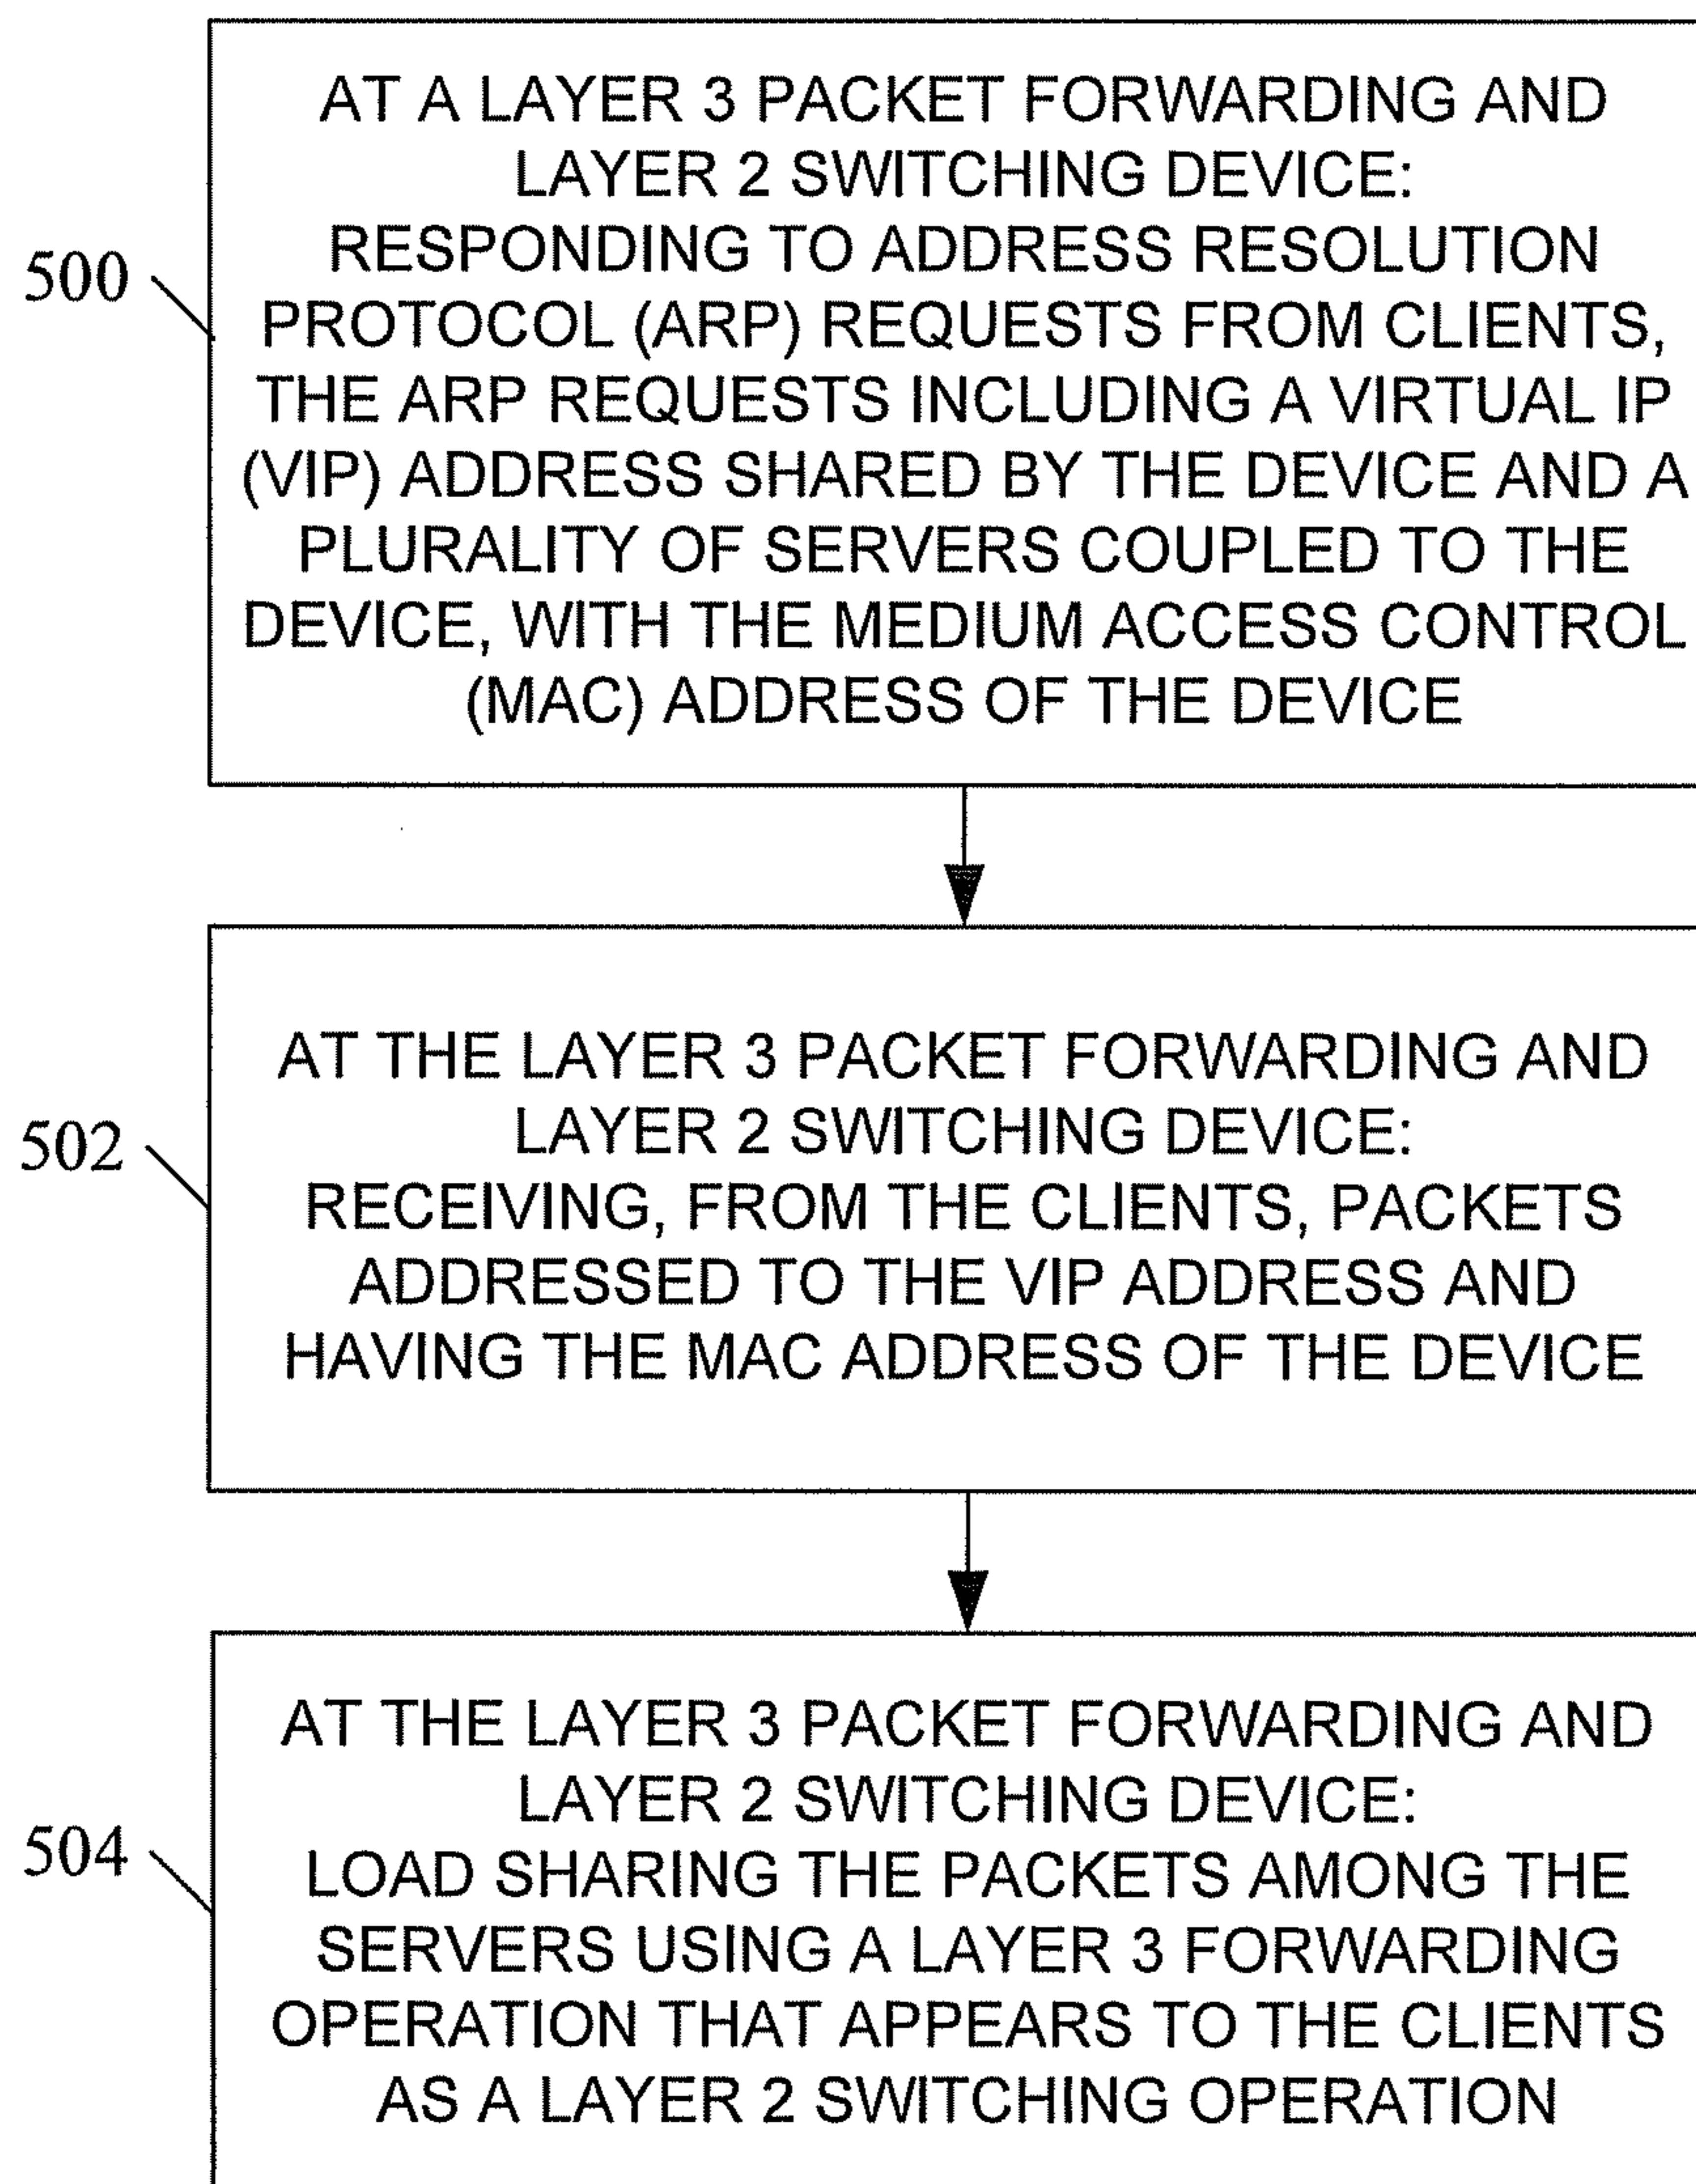 AT A LAYER 3 PACKET FORWARDING AND
LAYER 2 SWITCHING DEVICE:
RESPONDING TO ADDRESS RESOLUTION
PROTOCOL (ARP) REQUESTS FROM CLIENTS,
THE ARP REQUESTS INCLUDING A VIRTUAL IP
(VIP) ADDRESS SHARED BY THE DEVICE AND A
PLURALITY OF SERVERS COUPLED TO THE
DEVICE, WITH THE MEDIUM ACCESS CONTROL
(MAC) ADDRESS OF THE DEVICE
500
AT THE LAYER 3 PACKET FORWARDING AND
LAYER 2 SWITCHING DEVICE:
RECEIVING, FROM THE CLIENTS, PACKETS
ADDRESSED TO THE VIP ADDRESS AND
HAVING THE MAC ADDRESS OF THE DEVICE
502
AT THE LAYER 3 PACKET FORWARDING AND
LAYER 2 SWITCHING DEVICE:
LOAD SHARING THE PACKETS AMONG THE
SERVERS USING A LAYER 3 FORWARDING
OPERATION THAT APPEARS TO THE CLIENTS
AS A LAYER 2 SWITCHING OPERATION
504